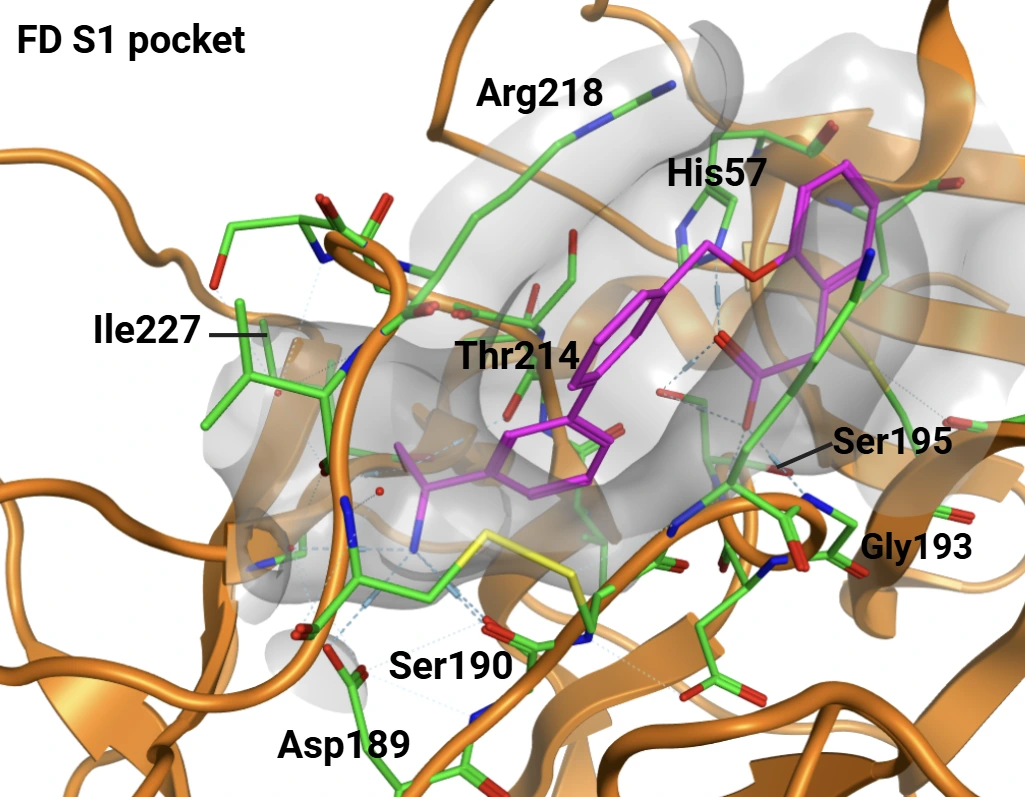 FD S1 pocket
Arg218
His57
Ile227
Thr214
Ser195
Gly193
Ser190
Asp189